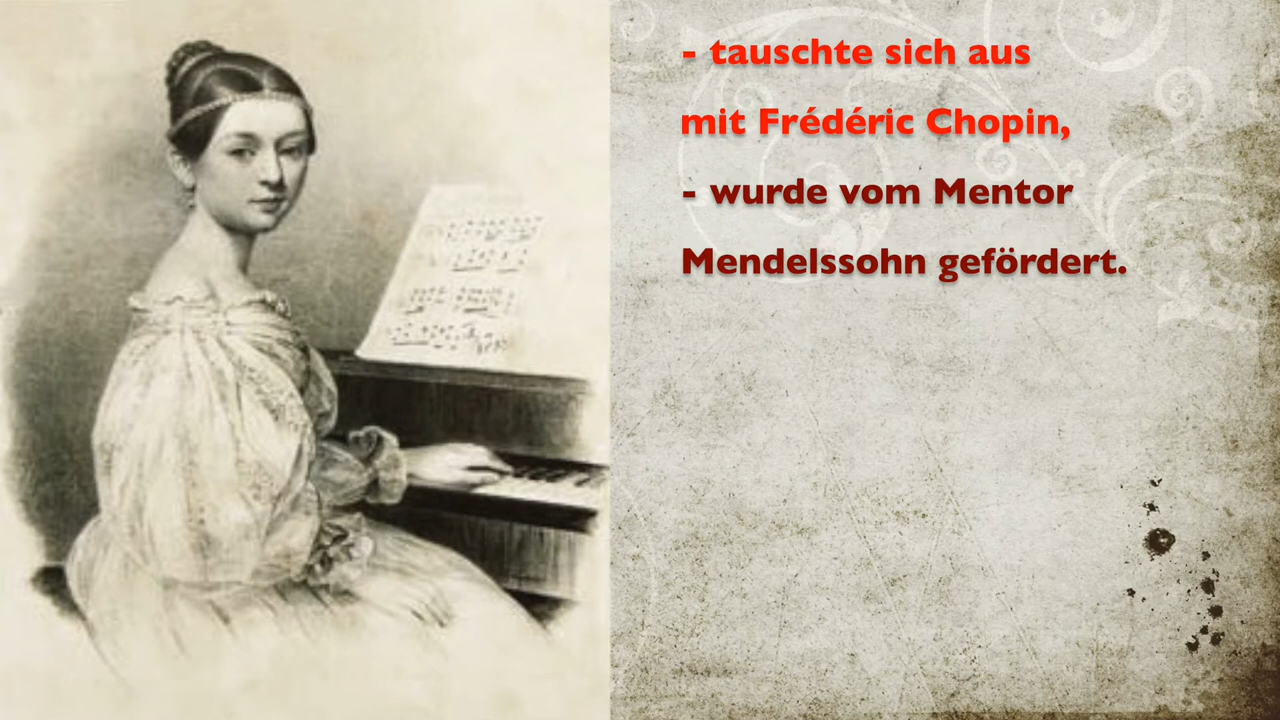 - tauschte sich aus
mit Frédéric Chopin,
- wurde vom Mentor
Mendelssohn gefördert.